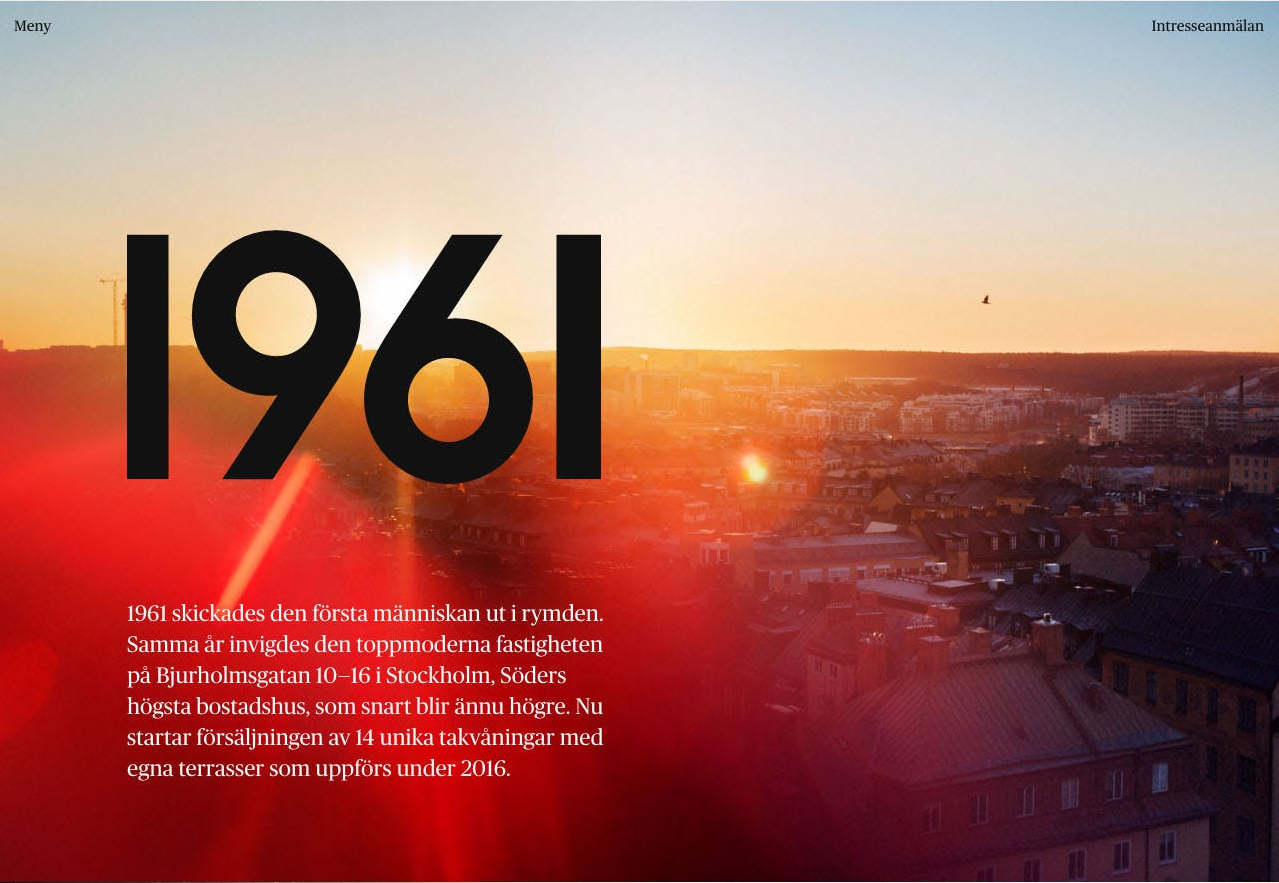 Meny
Intresseanmälan
1961
1961 skickades den första människan ut i rymden.
Samma år invigdes den toppmoderna fastigheten
på Bjurholmsgatan 10–16 i Stockholm, Söders
högsta bostadshus, som snart blir ännu högre. Nu
startar försäljningen av 14 unika takvåningar med
egna terrasser som uppförs under 2016.